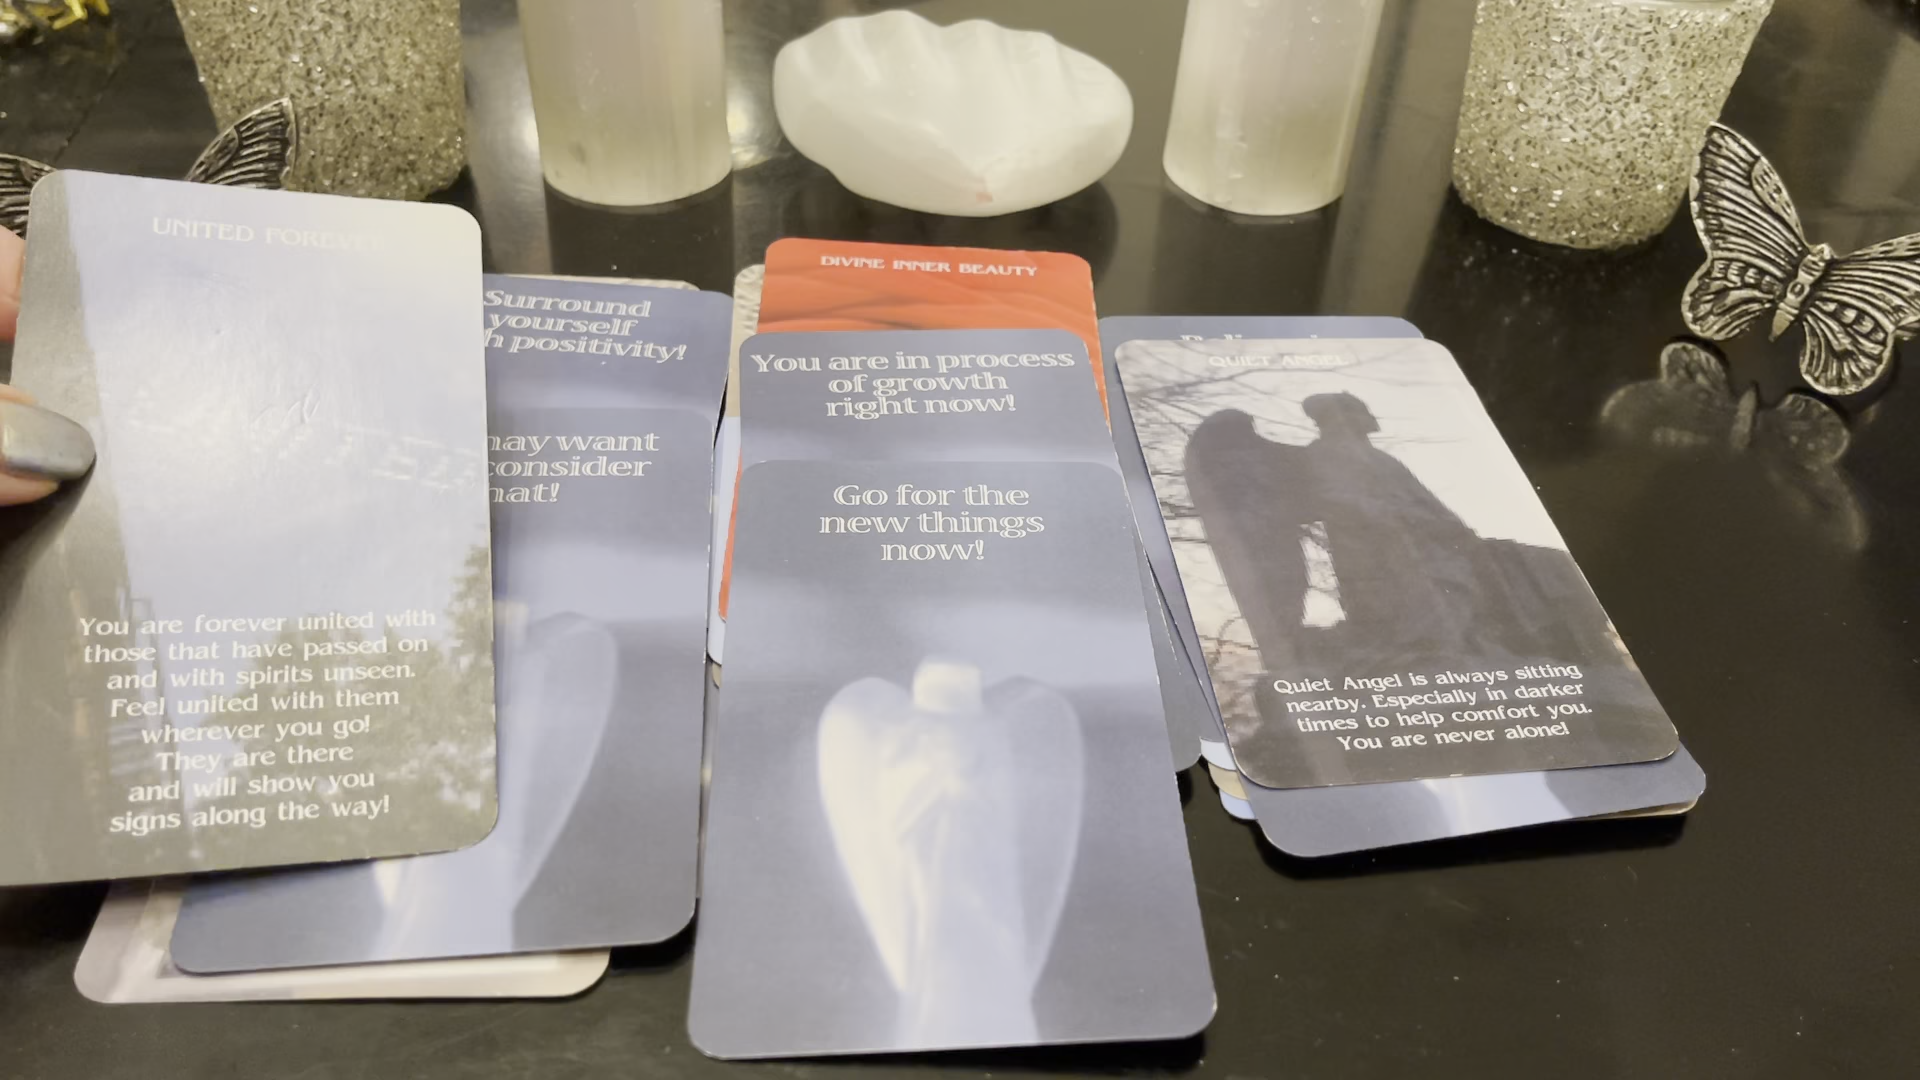 UNITED FOREVER
You are forever united with
those that have passed on
and with spirits unseen.
Feel united with them
wherever you go!
They are there
and will show you
signs along the way!
Surround
yourself
positivity!
may want
consider
DIVINE INNER BEAUTY
You are in process
of growth
right now!
Go for the
new things
now!
QUIET ANGEL
Quiet Angel is always sitting
nearby. Especially in darker
times to help comfort you.
You are never alone!